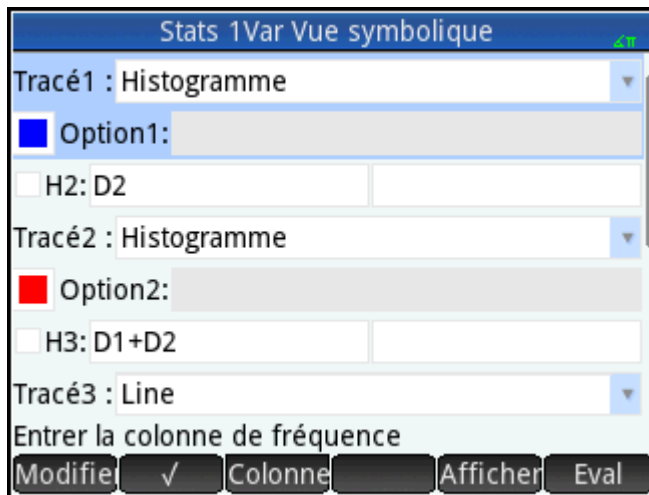 Stats 1Var Vue symbolique
∠π
Tracé1 : Histogramme
Option1:
H2: D2
Tracé2 : Histogramme
Option2:
H3: D1+D2
Tracé3 : Line
Entrer la colonne de fréquence
Modifie √ Colonne Afficher Eval